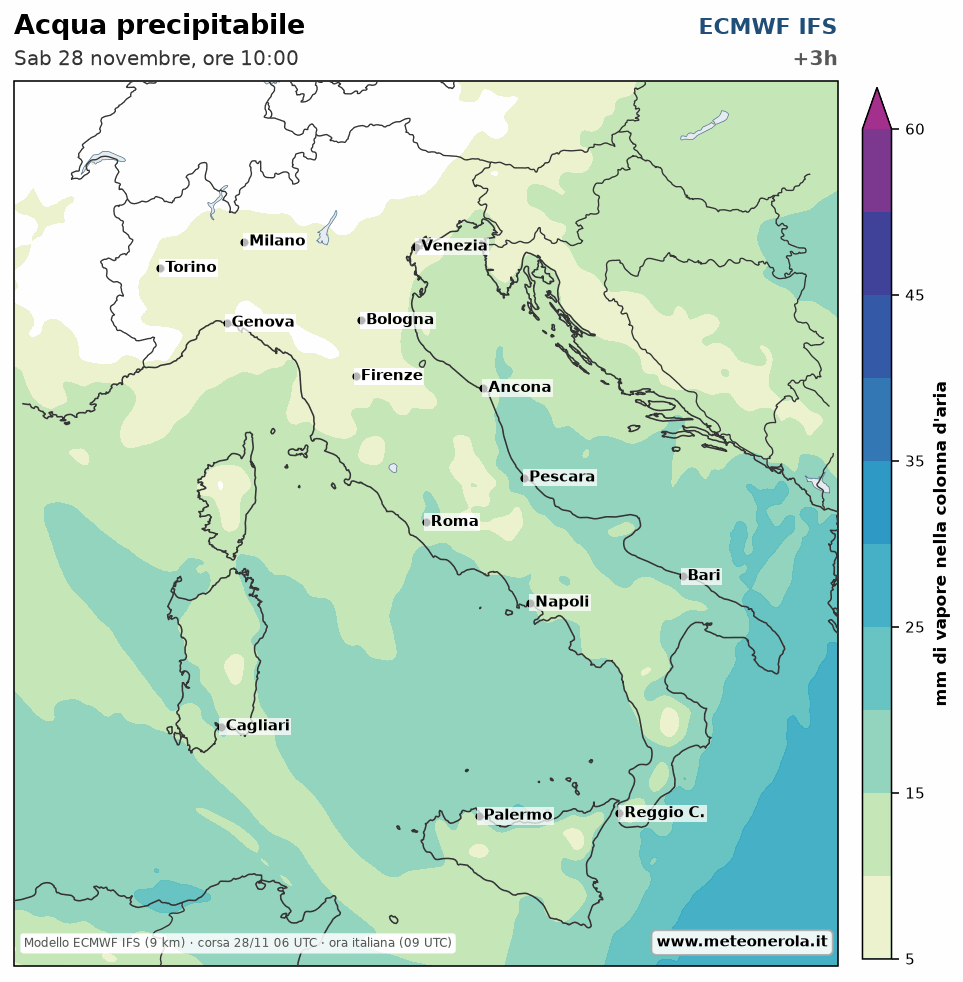 Acqua precipitabile
ECMWF IFS
Sab 28 novembre, ore 10:00
+3h
Milano
Venezia
Torino
Genova
Bologna
Firenze
Ancona
Pescara
Roma
Bari
Napoli
Cagliari
Palermo
Reggio C.
60
45
35
25
15
5
mm di vapore nella colonna d'aria
Modello ECMWF IFS (9 km) · corsa 28/11 06 UTC · ora italiana (09 UTC)
www.meteonerola.it